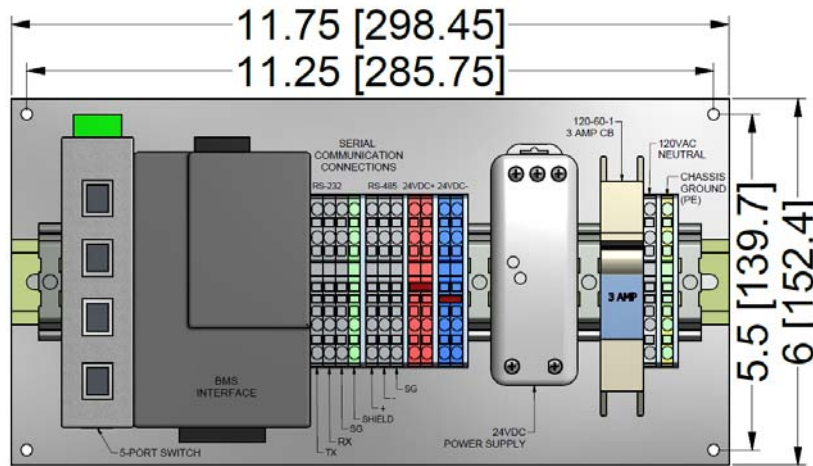 11.75 [298.45]
11.25 [285.75]
SERIAL
COMMUNICATION
CONNECTIONS
120-60-1
3 AMP CB
120VAC
NEUTRAL
CHASSIS
GROUND
(PE)
RS-232
RS-485
24VDC+
24VDC-
3 AMP
BMS
INTERFACE
SG
+
-
SHIELD
SG
RX
TX
5-PORT SWITCH
24VDC
POWER SUPPLY
5.5 [139.7]
6 [152.4]